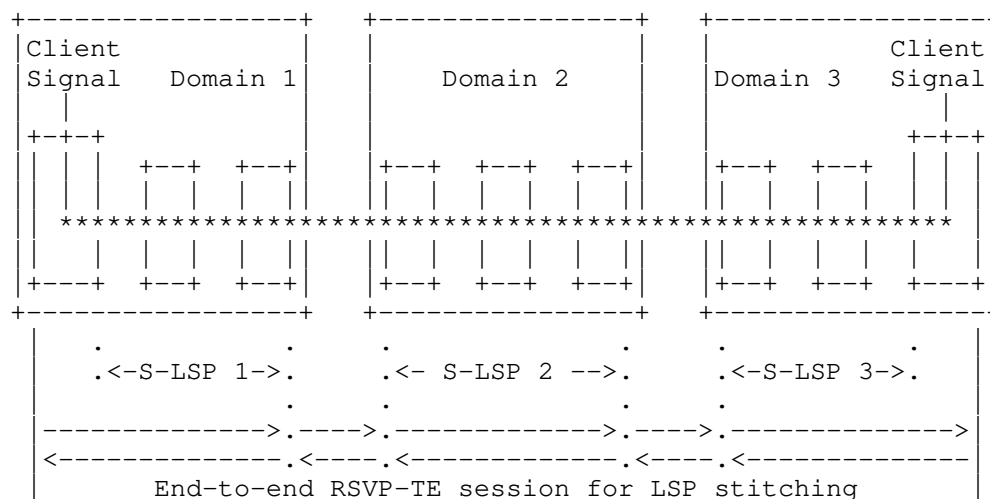 Client Client
Signal Domain 1 Domain 2 Domain 3 Signal
.<-S-LSP 1->. .<- S-LSP 2 -->. .<-S-LSP 3->.
End-to-end RSVP-TE session for LSP stitching